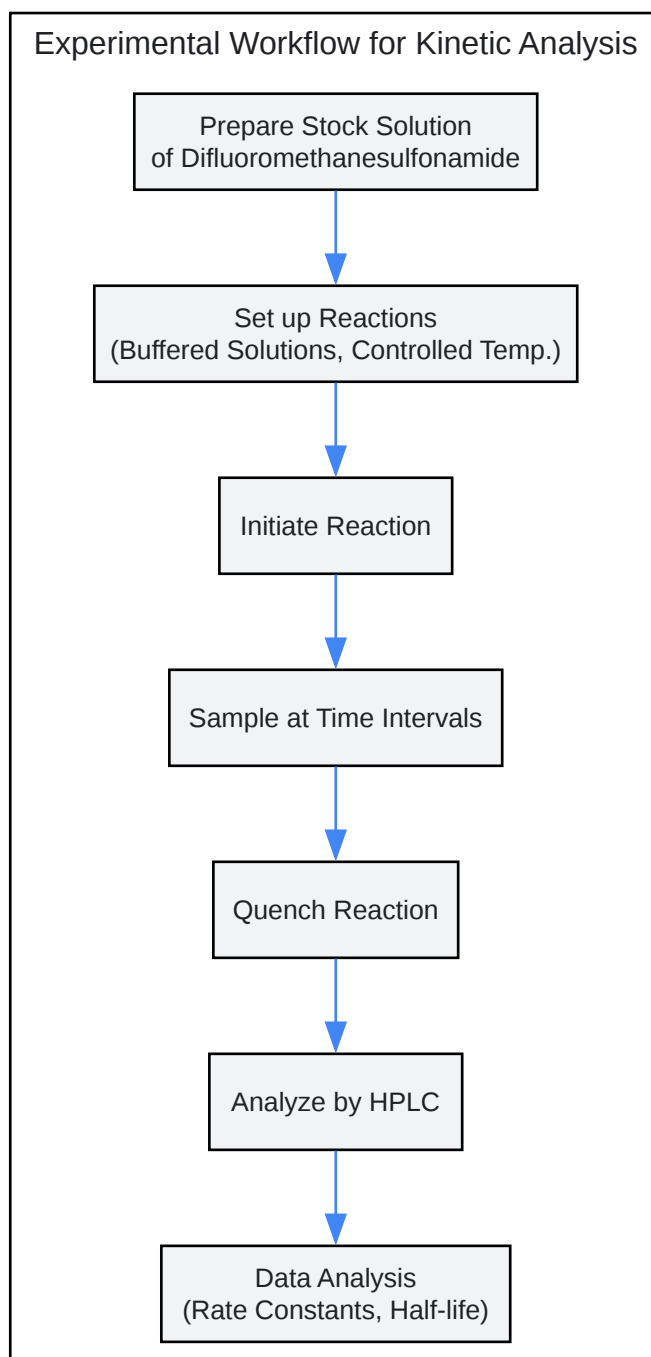 Experimental Workflow for Kinetic Analysis
Prepare Stock Solution
of Difluoromethanesulfonamide
Set up Reactions
(Buffered Solutions, Controlled Temp.)
Initiate Reaction
Sample at Time Intervals
Quench Reaction
Analyze by HPLC
Data Analysis
(Rate Constants, Half-life)